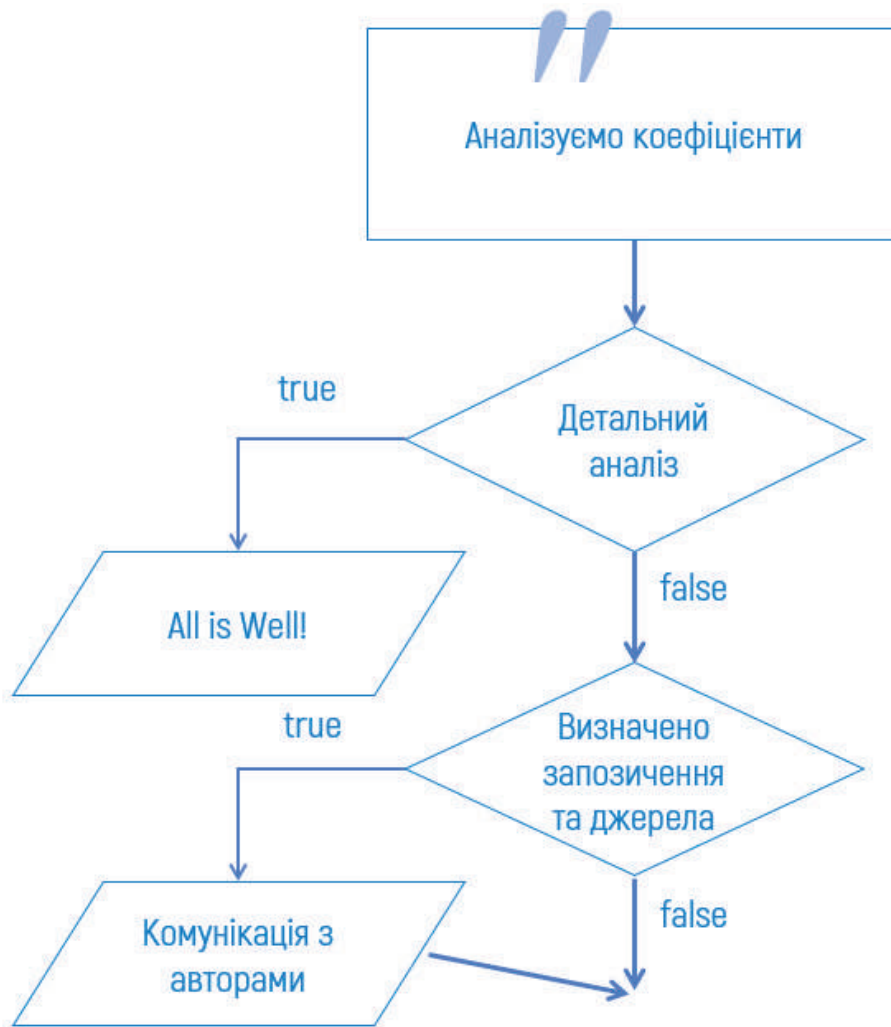 Аналізуємо коефіцієнти
true
Детальний
аналіз
false
All is Well!
true
Визначено
запозичення
та джерела
false
Комунікація з
авторами